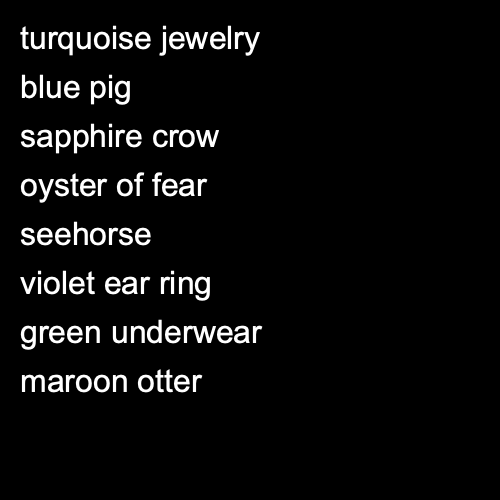 turquoise jewelry
blue pig
sapphire crow
oyster of fear
seehorse
violet ear ring
green underwear
maroon otter